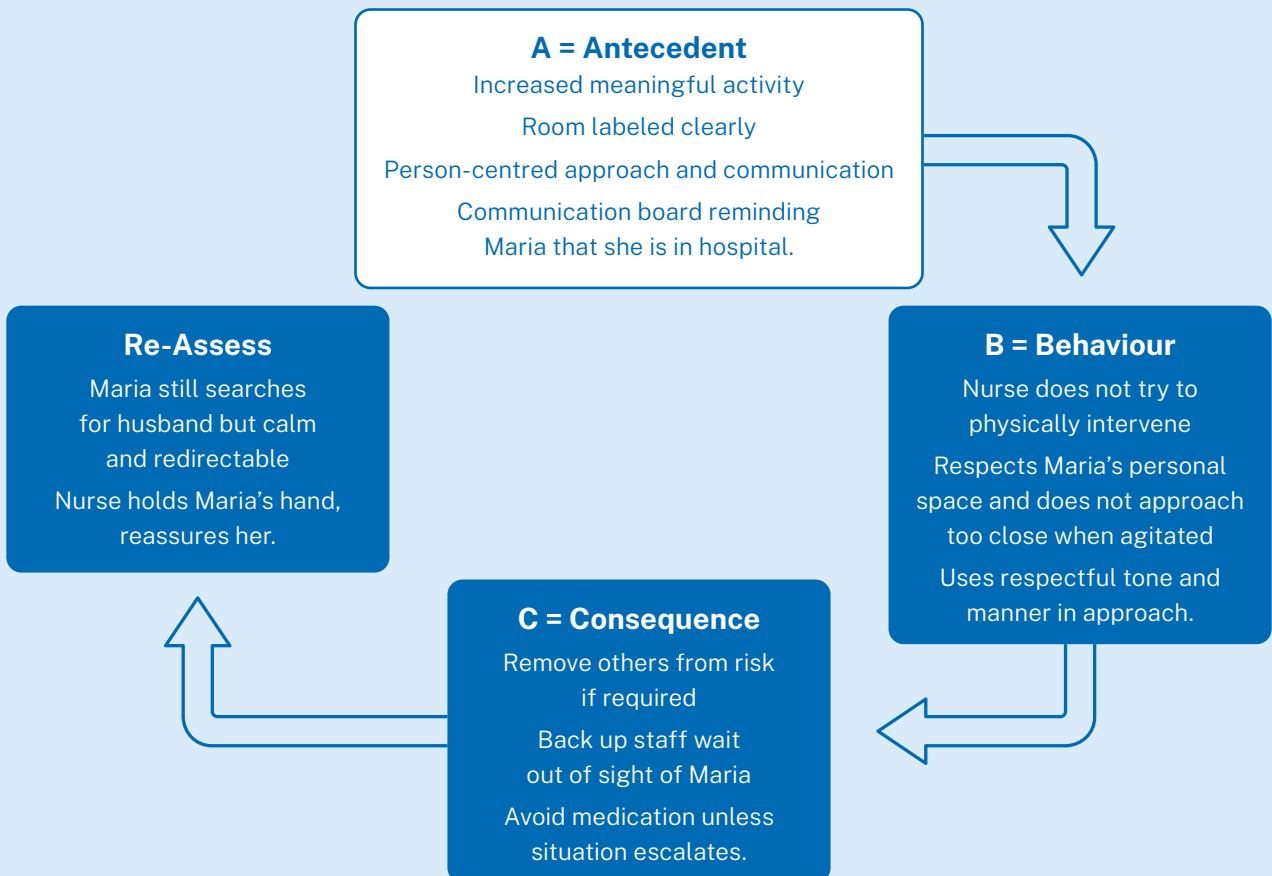 A = Antecedent
Increased meaningful activity
Room labeled clearly
Person-centred approach and communication
Communication board reminding
Maria that she is in hospital.
B = Behaviour
Nurse does not try to
physically intervene
Respects Maria's personal
space and does not approach
too close when agitated
Uses respectful tone and
manner in approach.
C = Consequence
Remove others from risk
if required
Back up staff wait
out of sight of Maria
Avoid medication unless
situation escalates.
Re-Assess
Maria still searches
for husband but calm
and redirectable
Nurse holds Maria's hand,
reassures her.